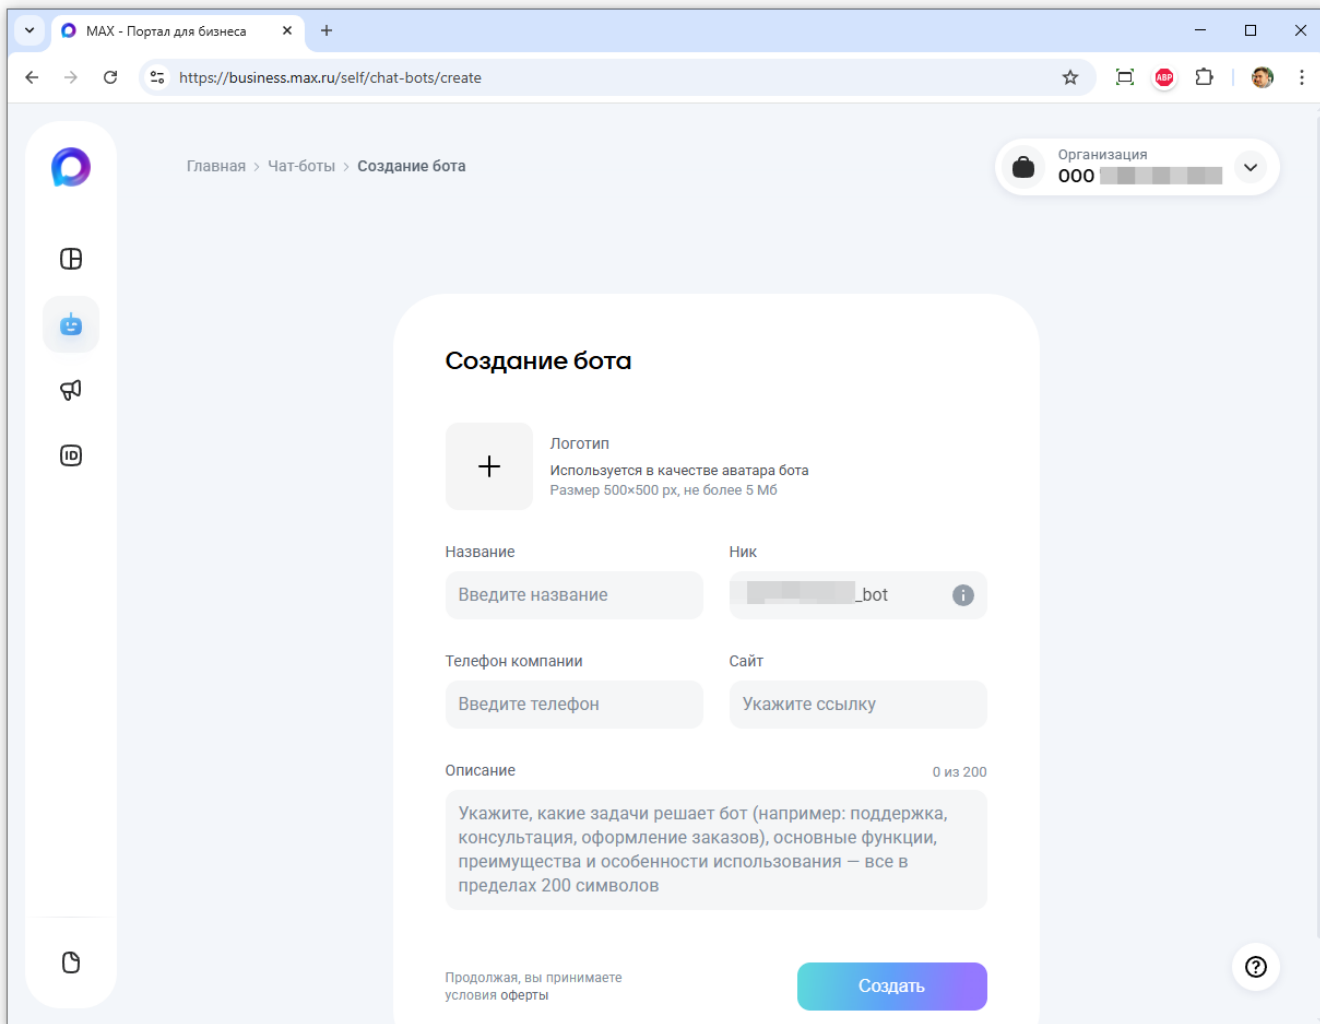 MAX - Портал для бизнеса
https://business.max.ru/self/chat-bots/create
ABP
Главная > Чат-боты > Создание бота
Организация
ООО
ID
Создание бота
Логотип
Используется в качестве аватара бота
Размер 500×500 px, не более 5 Мб
Название
Ник
Введите название
_bot
Телефон компании
Сайт
Введите телефон
Укажите ссылку
Описание
0 из 200
Укажите, какие задачи решает бот (например: поддержка,
консультация, оформление заказов), основные функции,
преимущества и особенности использования — все в
пределах 200 символов
Продолжая, вы принимаете
условия оферты
Создать